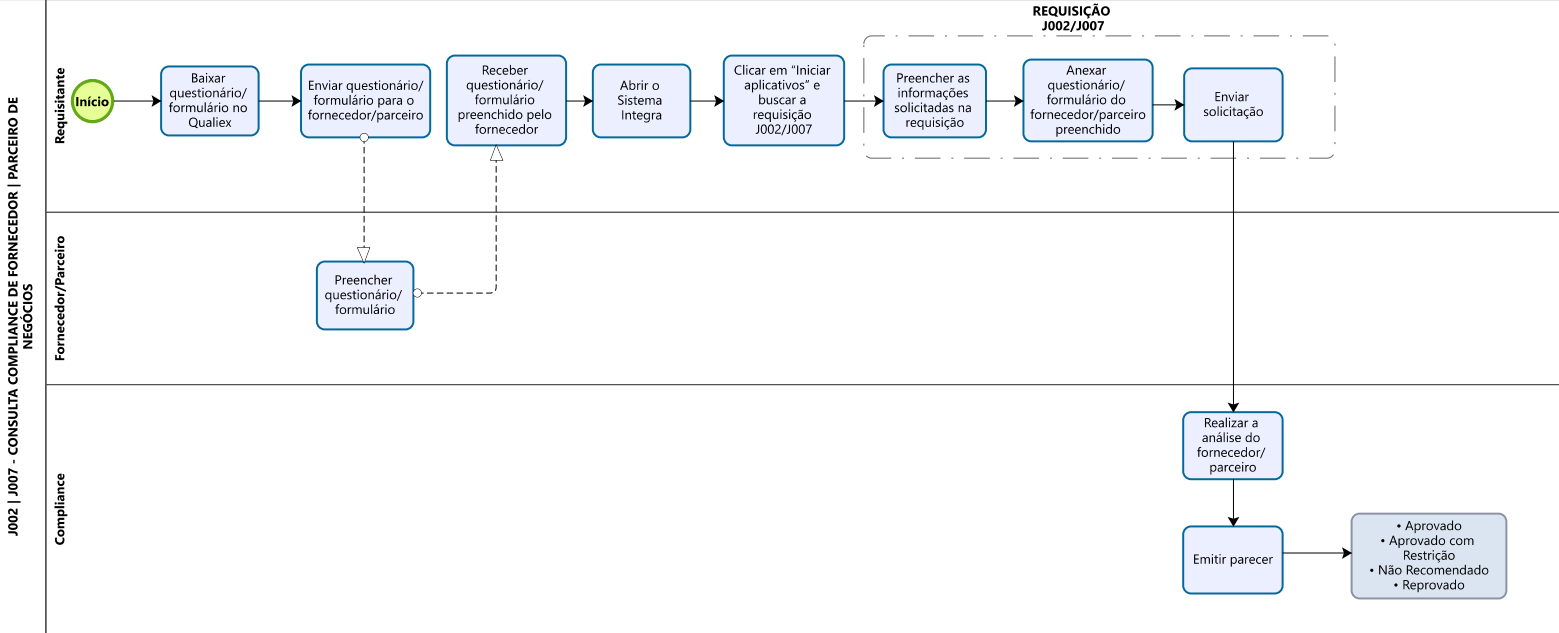 J002 | J007 - CONSULTA COMPLIANCE DE FORNECEDOR | PARCEIRO DE
NEGÓCIOS
Requisitante
Início
Baixar
questionário/
formulário no
Qualiex
Enviar questionário/
formulário para o
fornecedor/parceiro
Receber
questionário/
formulário
preenchido pelo
fornecedor
Abrir o
Sistema
Integra
Clicar em “Iniciar
aplicativos” e
buscar a
requisição
J002/J007
REQUISIÇÃO
J002/J007
Preencher as
informações
solicitadas na
requisição
Anexar
questionário/
formulário do
fornecedor/parceiro
preenchido
Enviar
solicitação
Fornecedor/Parceiro
Preencher
questionário/
formulário
Compliance
Realizar a
análise do
fornecedor/
parceiro
Emitir parecer
• Aprovado
• Aprovado com
Restrição
• Não Recomendado
• Reprovado